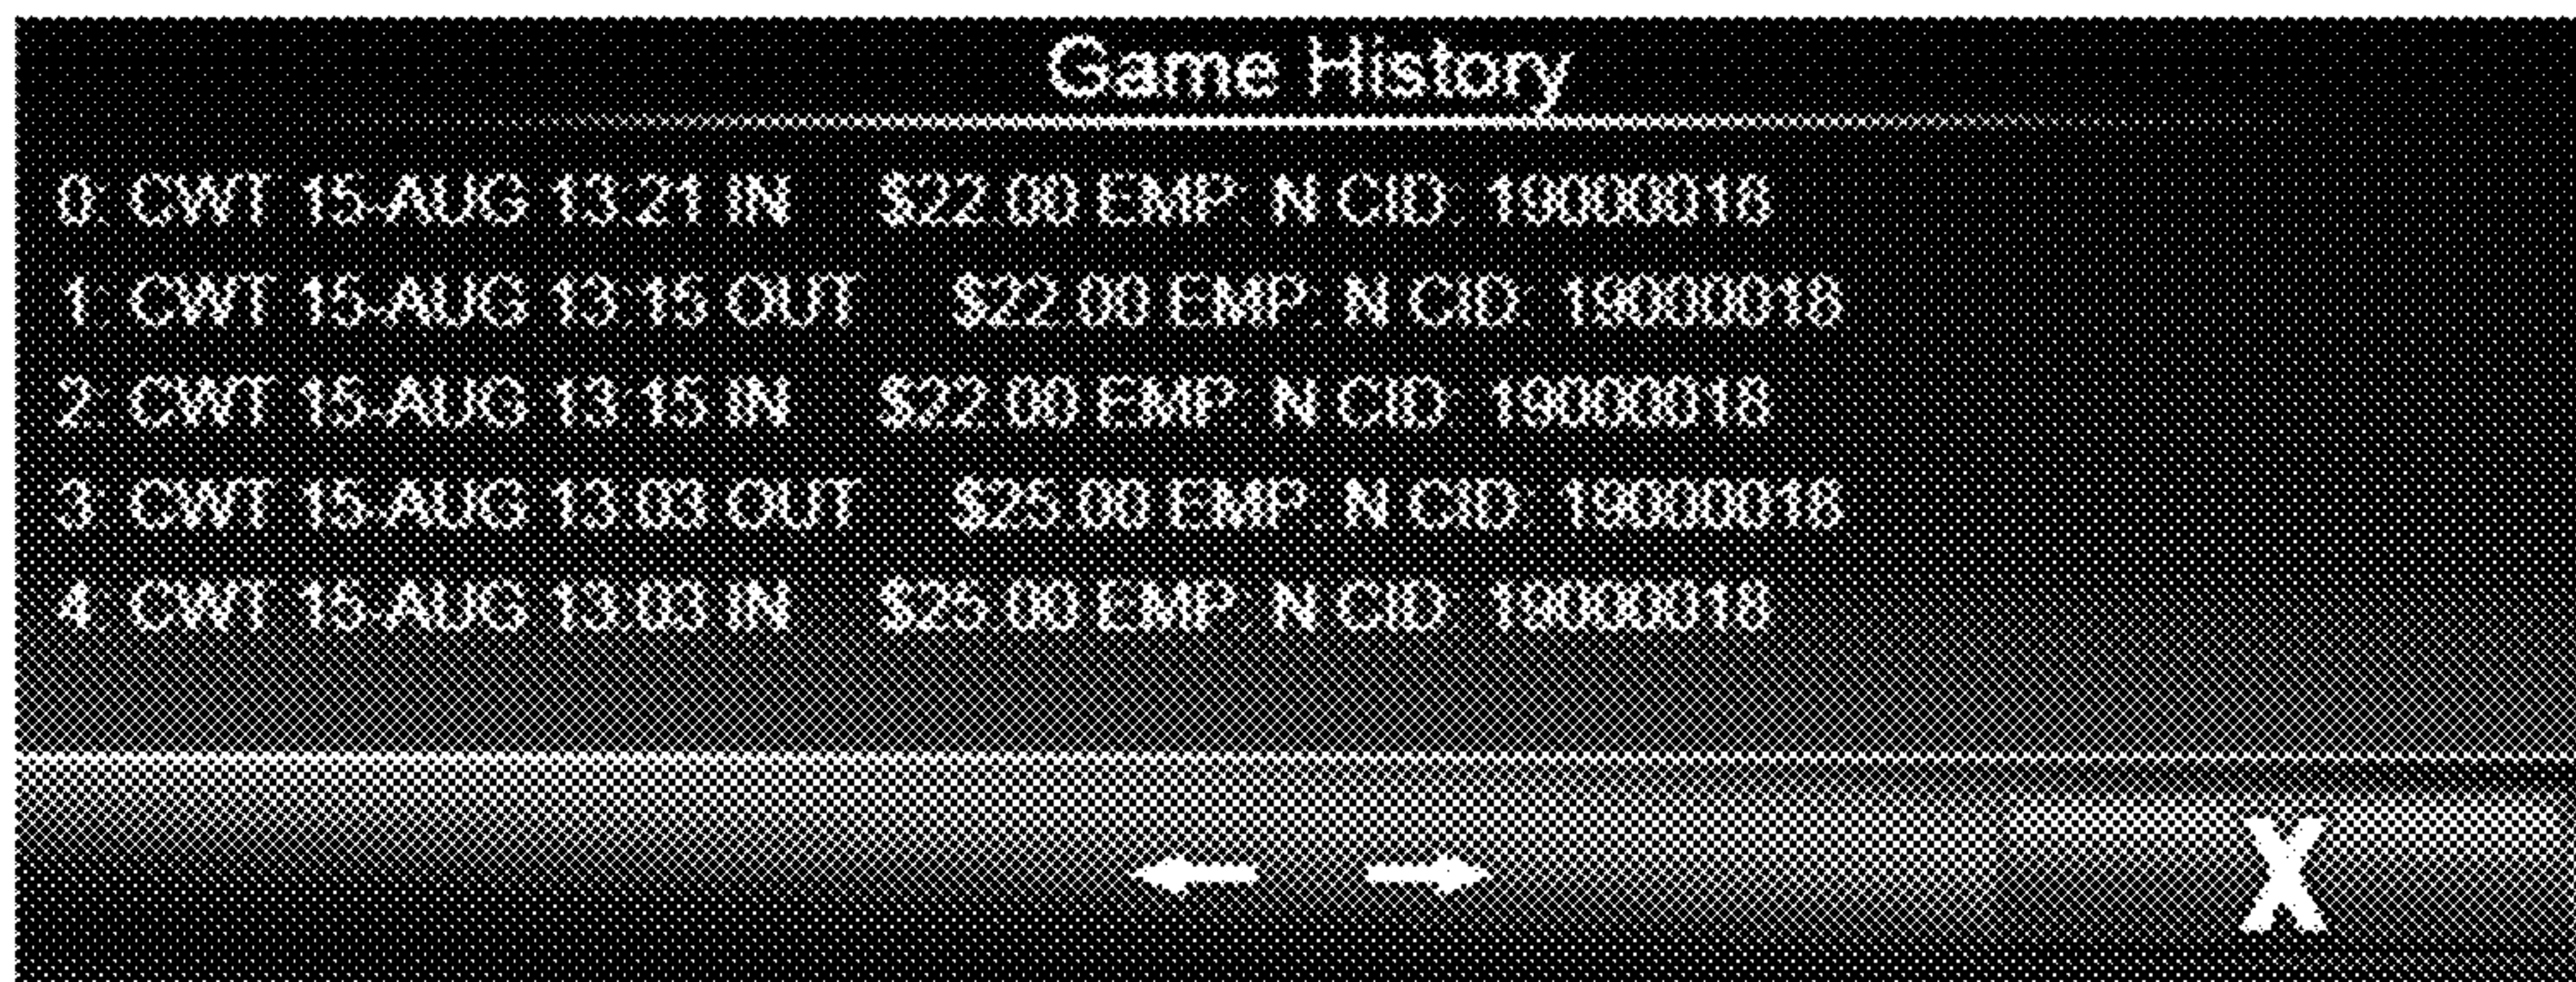 Game History
0: CWT 15-AUG 13:21 IN $22.00 EMP: N CID: 19000018
1: CWT 15-AUG 13:15 OUT $22.00 EMP: N CID: 19000018
2: CWT 15-AUG 13:15 IN $22.00 EMP: N CID: 19000018
3: CWT 15-AUG 13:03 OUT $25.00 EMP: N CID: 19000018
4: CWT 15-AUG 13:03 IN $25.00 EMP: N CID: 19000018
X